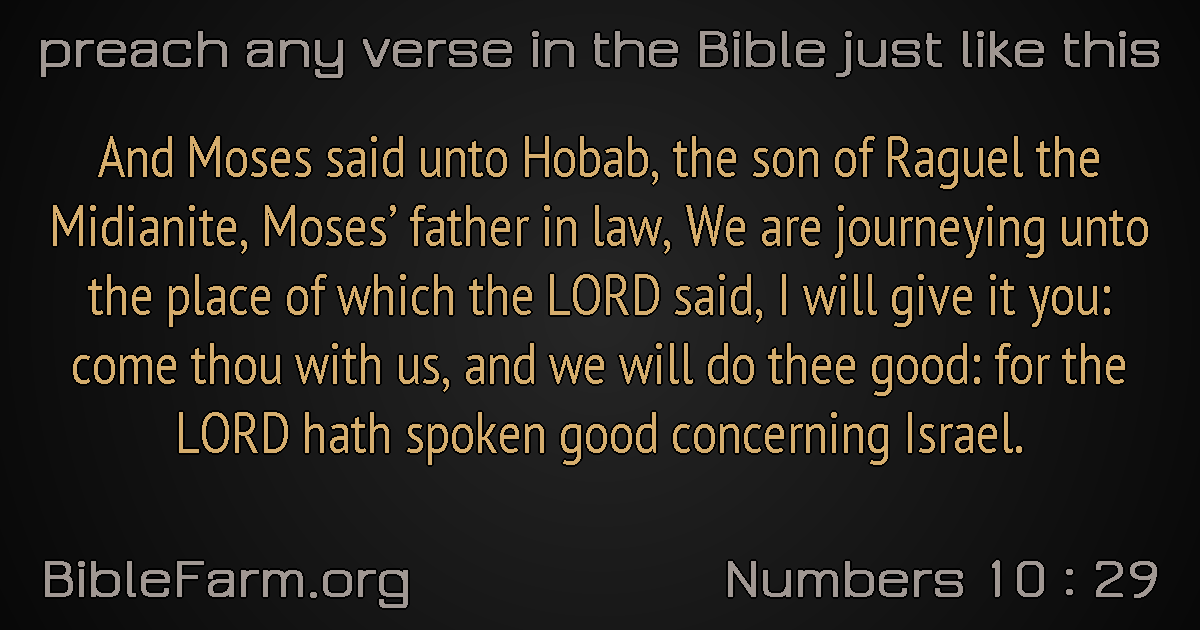 preach any verse in the Bible just like this
And Moses said unto Hobab, the son of Raguel the
Midianite, Moses’ father in law, We are journeying unto
the place of which the LORD said, I will give it you:
come thou with us, and we will do thee good: for the
LORD hath spoken good concerning Israel.
BibleFarm.org
Numbers 10 : 29